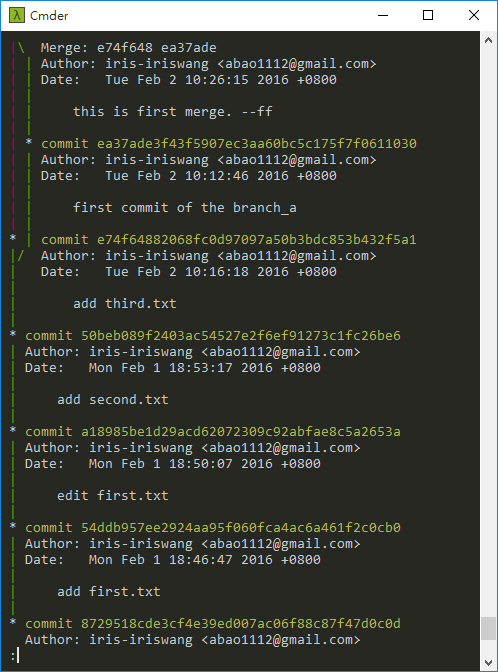 λ Cmder
|\  Merge: e74f648 ea37ade
| | Author: iris-iriswang <abao1112@gmail.com>
| | Date:   Tue Feb 2 10:26:15 2016 +0800
| |
| |     this is first merge. --ff
| |
| * commit ea37ade3f43f5907ec3aa60bc5c175f7f0611030
| | Author: iris-iriswang <abao1112@gmail.com>
| | Date:   Tue Feb 2 10:12:46 2016 +0800
| |
| |     first commit of the branch_a
| |
* | commit e74f64882068fc0d97097a50b3bdc853b432f5a1
|/  Author: iris-iriswang <abao1112@gmail.com>
|   Date:   Tue Feb 2 10:16:18 2016 +0800
|
|       add third.txt
|
* commit 50beb089f2403ac54527e2f6ef91273c1fc26be6
| Author: iris-iriswang <abao1112@gmail.com>
| Date:   Mon Feb 1 18:53:17 2016 +0800
|
|     add second.txt
|
* commit a18985be1d29acd62072309c92abfae8c5a2653a
| Author: iris-iriswang <abao1112@gmail.com>
| Date:   Mon Feb 1 18:50:07 2016 +0800
|
|     edit first.txt
|
* commit 54ddb957ee2924aa95f060fca4ac6a461f2c0cb0
| Author: iris-iriswang <abao1112@gmail.com>
| Date:   Mon Feb 1 18:46:47 2016 +0800
|
|     add first.txt
|
* commit 8729518cde3cf4e39ed007ac06f88c87f47d0c0d
  Author: iris-iriswang <abao1112@gmail.com>
: